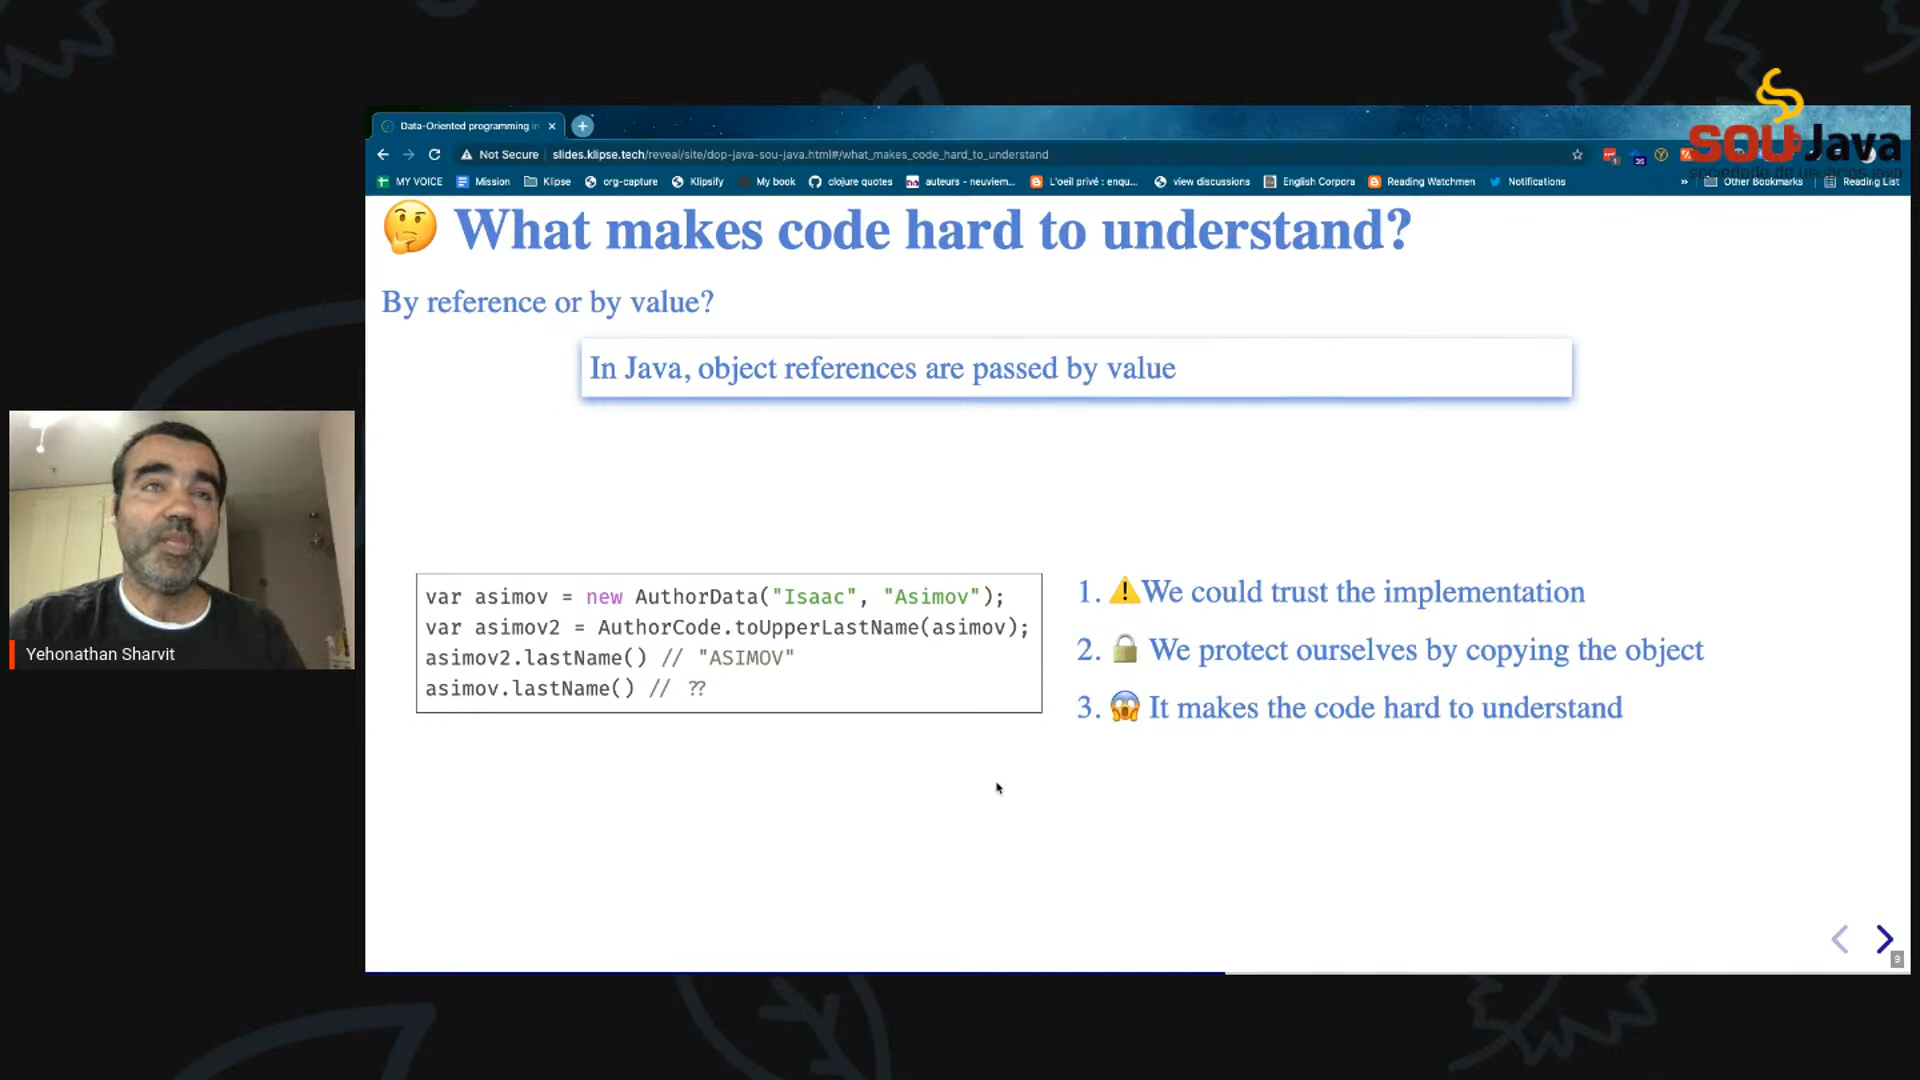 Data-Oriented programming in
Not Secure slides.klipse.tech/reveal/site/dop-java-sou-java.html#/what_makes_code_hard_to_understand
MY VOICE Mission Klipse org-capture Klipsify My book clojure quotes auteurs - neuviem... L'oeil privé : enqu... view discussions English Corpora Reading Watchmen Notifications » Other Bookmarks Reading List
SOUJava
sociedade de usuários java
What makes code hard to understand?
By reference or by value?
In Java, object references are passed by value
var asimov = new AuthorData("Isaac", "Asimov");
var asimov2 = AuthorCode.toUpperLastName(asimov);
asimov2.lastName() // "ASIMOV"
asimov.lastName() // ??
1. ⚠️We could trust the implementation
2. 🔒 We protect ourselves by copying the object
3. 😱 It makes the code hard to understand
Yehonathan Sharvit
9